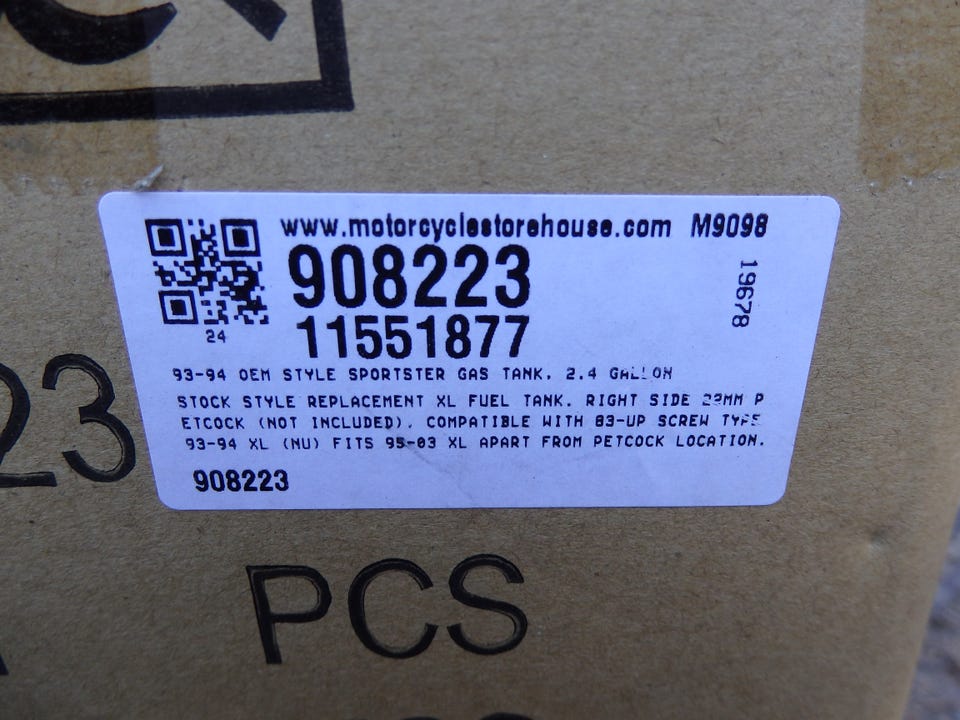 www.motorcyclestorehouse.com M9098
908223
19678
11551877
24
93-94 OEM STYLE SPORTSTER GAS TANK. 2.4 GALLON
STOCK STYLE REPLACEMENT XL FUEL TANK. RIGHT SIDE 22MM P
ETCOCK (NOT INCLUDED). COMPATIBLE WITH 83-UP SCREW TYPE
93-94 XL (NU) FITS 95-03 XL APART FROM PETCOCK LOCATION.
908223
23
PCS